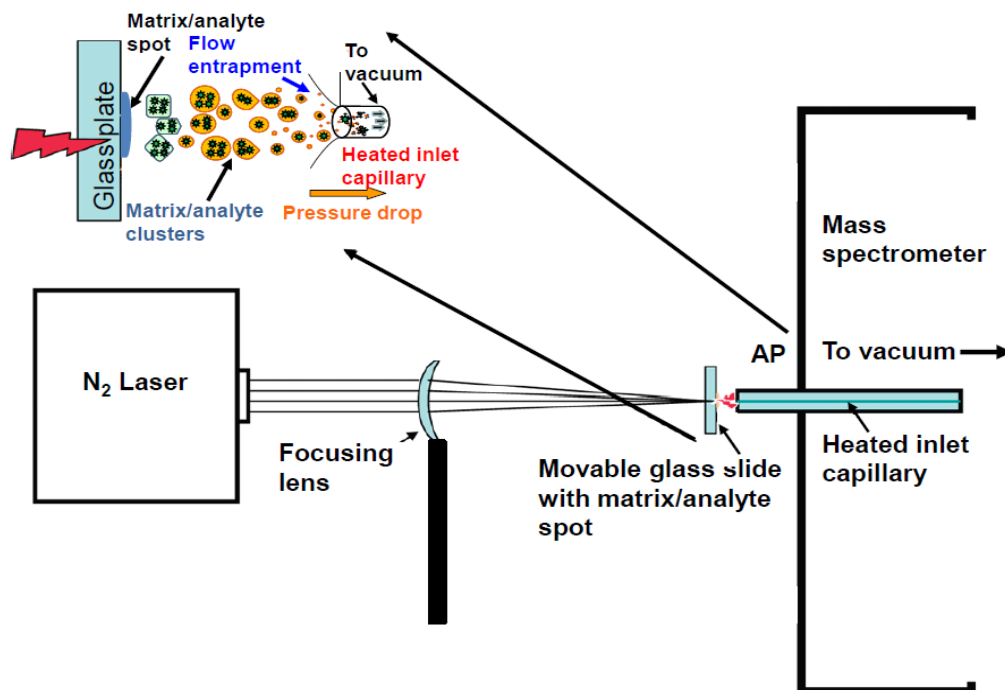 Matrix/analyte
spot
Flow
entrapment
To
vacuum
Glass plate
Heated inlet
capillary
Matrix/analyte
clusters
Pressure drop
Mass
spectrometer
N2 Laser
AP
To vacuum
Focusing
lens
Movable glass slide
with matrix/analyte
spot
Heated inlet
capillary